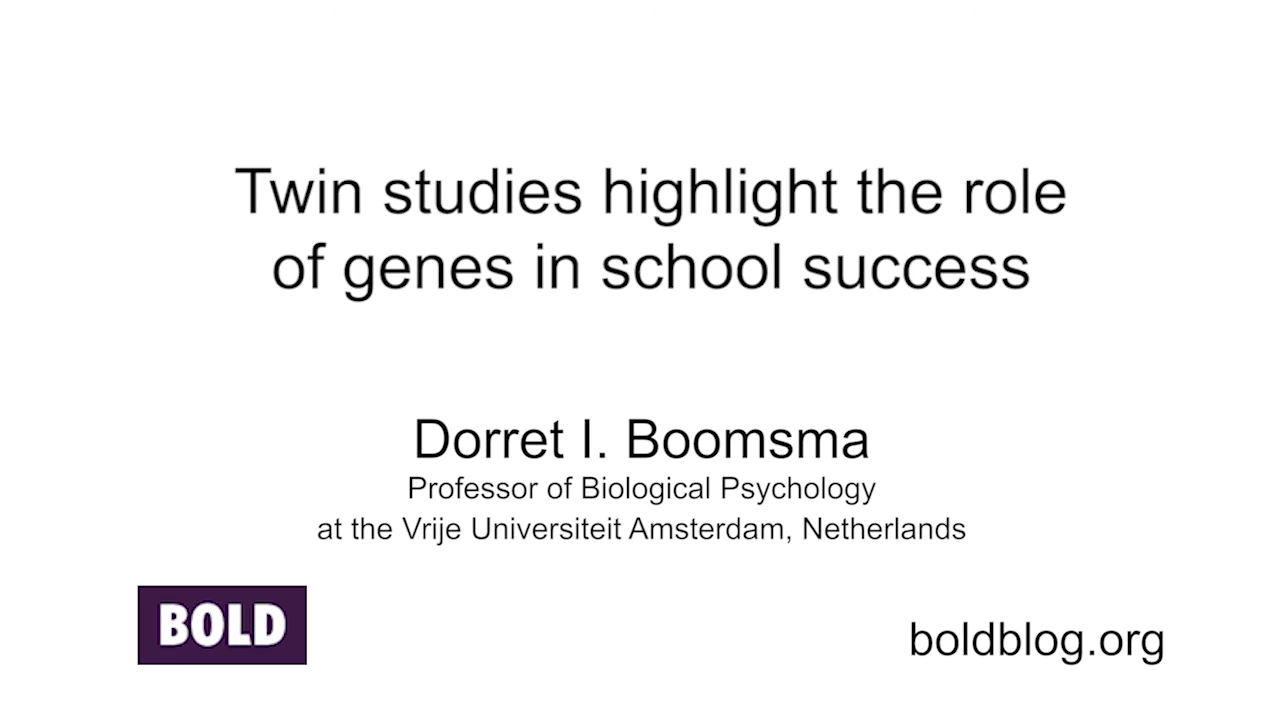 Twin studies highlight the role
of genes in school success
Dorret I. Boomsma
Professor of Biological Psychology
at the Vrije Universiteit Amsterdam, Netherlands
BOLD
boldblog.org